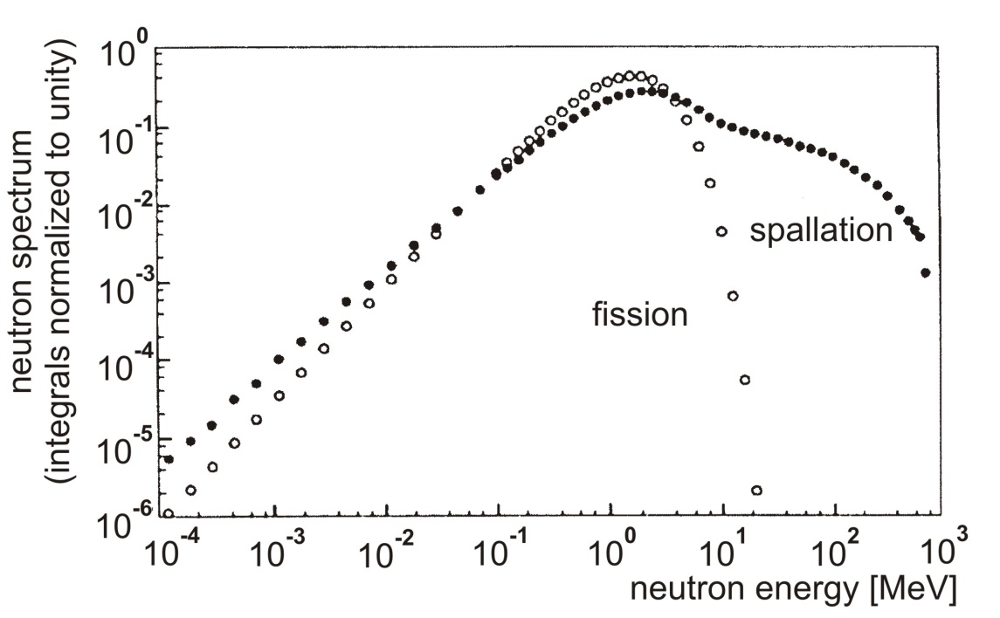 neutron spectrum
(integrals normalized to unity)
10^0
10^-1
10^-2
10^-3
10^-4
10^-5
10^-6
spallation
fission
10^-4 10^-3 10^-2 10^-1 10^0 10^1 10^2 10^3
neutron energy [MeV]